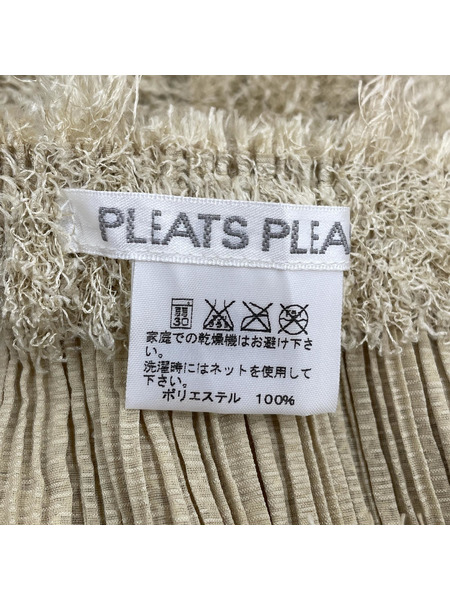 PLEATS PLEA
弱
30
家庭での乾燥機はお避け下さ
い。
洗濯時にはネットを使用して
下さい。
ポリエステル 100%